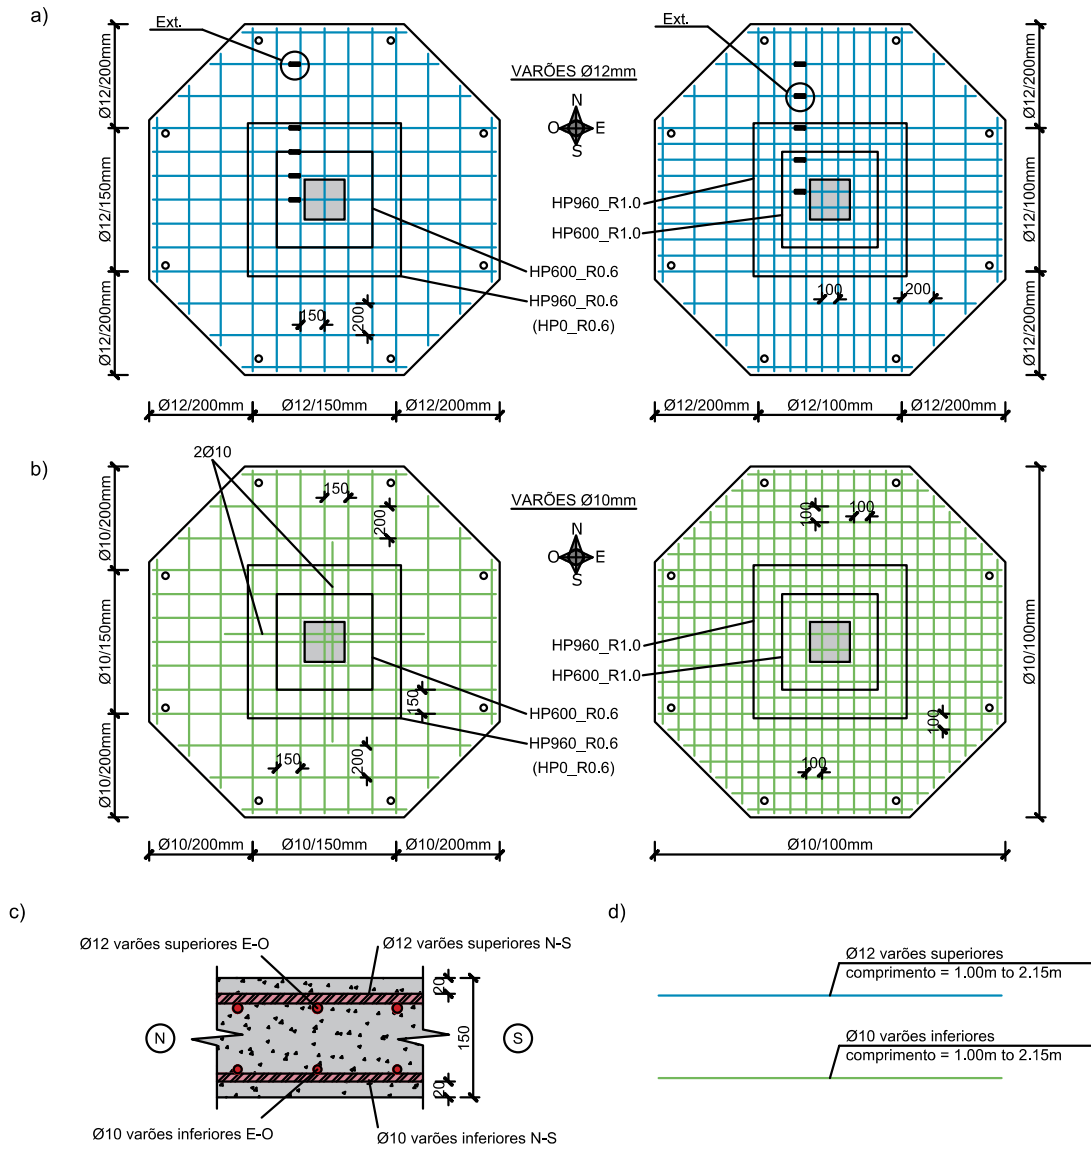 a)
Ext.
Ø12/200mm
Ø12/150mm
Ø12/200mm
150
200
Ø12/200mm
Ø12/150mm
Ø12/200mm
VARÕES Ø12mm
N
O
E
S
HP600_R0.6
HP960_R0.6
(HP0_R0.6)
Ext.
HP960_R1.0
HP600_R1.0
100
200
Ø12/200mm
Ø12/100mm
Ø12/200mm
Ø12/200mm
Ø12/100mm
Ø12/200mm
b)
2Ø10
Ø10/200mm
Ø10/150mm
Ø10/200mm
150
200
150
150
200
Ø10/200mm
Ø10/150mm
Ø10/200mm
VARÕES Ø10mm
N
O
E
S
HP600_R0.6
HP960_R0.6
(HP0_R0.6)
HP960_R1.0
HP600_R1.0
100
100
100
100
Ø10/100mm
Ø10/100mm
c)
Ø12 varões superiores E-O
Ø12 varões superiores N-S
N
S
20
150
20
Ø10 varões inferiores E-O
Ø10 varões inferiores N-S
d)
Ø12 varões superiores
comprimento = 1.00m to 2.15m
Ø10 varões inferiores
comprimento = 1.00m to 2.15m